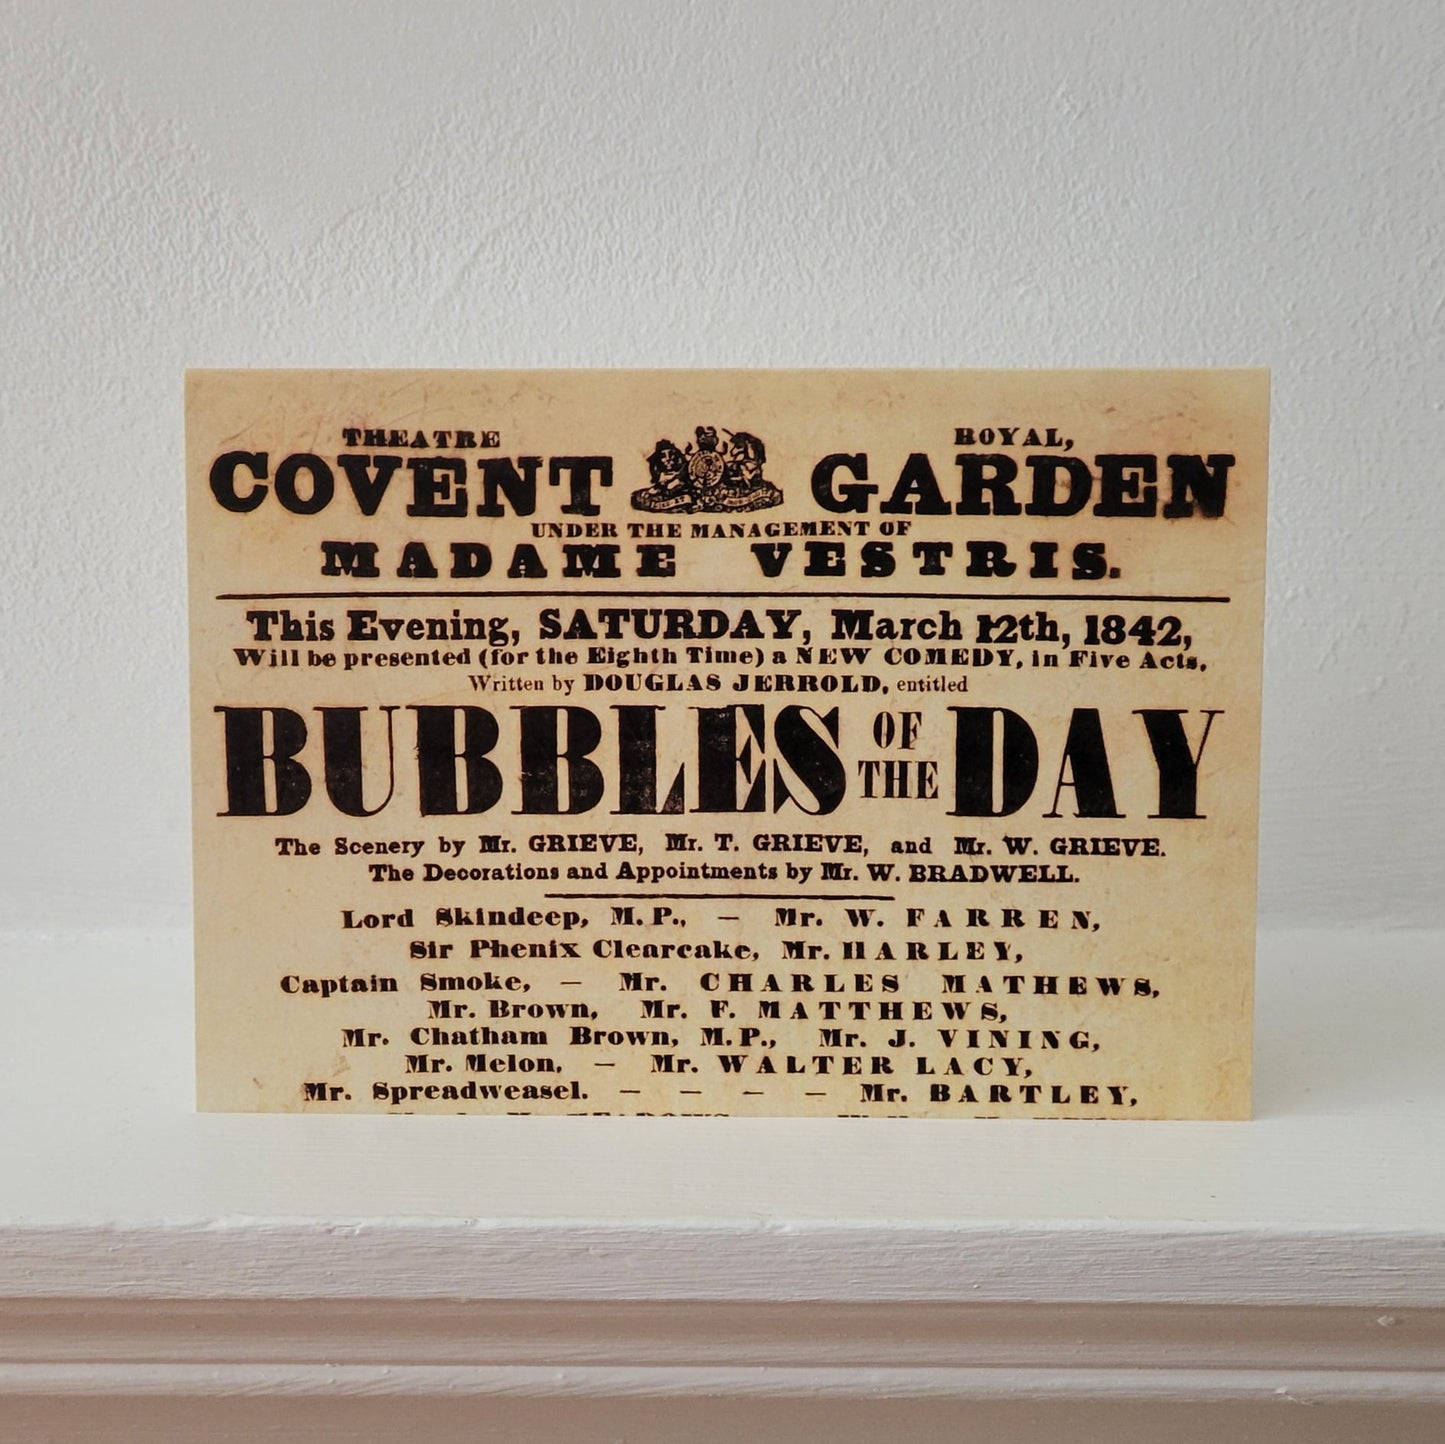 THEATRE ROYAL,
COVENT GARDEN
UNDER THE MANAGEMENT OF
MADAME VESTRIS.
This Evening, SATURDAY, March 12th, 1842,
Will be presented (for the Eighth Time) a NEW COMEDY, in Five Acts,
Written by DOUGLAS JERROLD, entitled
BUBBLES OF THE DAY
The Scenery by Mr. GRIEVE, Mr. T. GRIEVE, and Mr. W. GRIEVE.
The Decorations and Appointments by Mr. W. BRADWELL.
Lord Skindeep, M.P., — Mr. W. FARREN,
Sir Phenix Clearcake, Mr. HARLEY,
Captain Smoke, — Mr. CHARLES MATHEWS,
Mr. Brown, Mr. F. MATTHEWS,
Mr. Chatham Brown, M.P., Mr. J. VINING,
Mr. Melon, — Mr. WALTER LACY,
Mr. Spreadweasel. — — — — Mr. BARTLEY,